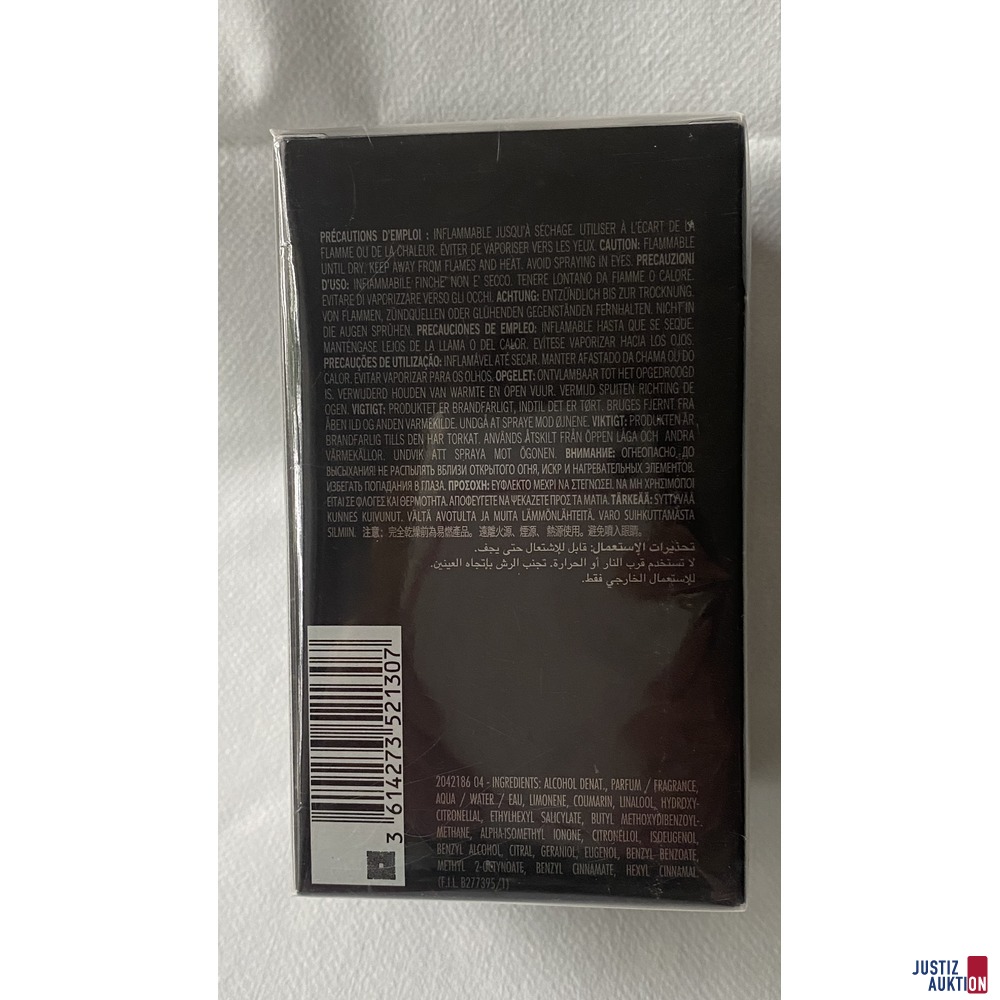 PRÉCAUTIONS D'EMPLOI : INFLAMMABLE JUSQU'À SÉCHAGE. UTILISER À L'ÉCART DE LA
FLAMME OU DE LA CHALEUR. ÉVITER DE VAPORISER VERS LES YEUX. CAUTION: FLAMMABLE
UNTIL DRY, KEEP AWAY FROM FLAMES AND HEAT. AVOID SPRAYING IN EYES. PRECAUZIONI
D'USO: INFIAMMABILE FINCHE' NON E' SECCO. TENERE LONTANO DA FIAMME O CALORE.
EVITARE DI VAPORIZZARE VERSO GLI OCCHI. ACHTUNG: ENTZÜNDLICH BIS ZUR TROCKNUNG.
VON FLAMMEN, ZÜNDQUELLEN ODER GLÜHENDEN GEGENSTÄNDEN FERNHALTEN. NICHT IN
DIE AUGEN SPRÜHEN. PRECAUCIONES DE EMPLEO: INFLAMABLE HASTA QUE SE SEQUE.
MANTÉNGASE LEJOS DE LA LLAMA O DEL CALOR. EVÍTESE VAPORIZAR HACIA LOS OJOS.
PRECAUÇÕES DE UTILIZAÇÃO: INFLAMÁVEL ATÉ SECAR. MANTER AFASTADO DA CHAMA OU DO
CALOR. EVITAR VAPORIZAR PARA OS OLHOS. OPGELET: ONTVLAMBAAR TOT HET OPGEDROOGD
IS. VERWIJDERD HOUDEN VAN WARMTE EN OPEN VUUR. VERMIJD SPUITEN RICHTING DE
OGEN. VIGTIGT: PRODUKTET ER BRANDFARLIGT, INDTIL DET ER TØRT. BRUGES FJERNT FRA
ÅBEN ILD OG ANDEN VARMEKILDE. UNDGÅ AT SPRAYE MOD ØJNENE. VIKTIGT: PRODUKTEN ÄR
BRANDFARLIG TILLS DEN HAR TORKAT. ANVÄNDS ÅTSKILT FRÅN ÖPPEN LÅGA OCH ANDRA
VÄRMEKÄLLOR. UNDVIK ATT SPRAYA MOT ÖGONEN. ВНИМАНИЕ: ОГНЕОПАСНО ДО
ВЫСЫХАНИЯ! НЕ РАСПЫЛЯТЬ ВБЛИЗИ ОТКРЫТОГО ОГНЯ, ИСКР И НАГРЕВАТЕЛЬНЫХ ЭЛЕМЕНТОВ.
ИЗБЕГАТЬ ПОПАДАНИЯ В ГЛАЗА. ΠΡΟΣΟΧΗ: ΕΥΦΛΕΚΤΟ ΜΕΧΡΙ ΝΑ ΣΤΕΓΝΩΣΕΙ. ΝΑ ΜΗ ΧΡΗΣΙΜΟΠΟΙ
ΕΙΤΑΙ ΣΕ ΦΛΟΓΕΣ ΚΑΙ ΘΕΡΜΟΤΗΤΑ. ΑΠΟΦΕΥΓΕΤΕ ΝΑ ΨΕΚΑΖΕΤΕ ΠΡΟΣ ΤΑ ΜΑΤΙΑ. TÄRKEÄÄ: SYTTYVÄÄ
KUNNES KUIVUNUT. VÄLTÄ AVOTULTA JA MUITA LÄMMÖNLÄHTEITÄ. VARO SUIHKUTTAMASTA
SILMIIN. 注意：完全乾燥前為易燃產品。遠離火源、煙源、熱源使用。避免噴入眼睛。
تحذيرات الإستعمال: قابل للإشتعال حتى يجف.
لا تستخدم قرب النار أو الحرارة. تجنب الرش بإتجاه العينين.
للإستعمال الخارجي فقط.
3 614273 521307
2042186 04 - INGREDIENTS: ALCOHOL DENAT., PARFUM / FRAGRANCE,
AQUA / WATER / EAU, LIMONENE, COUMARIN, LINALOOL, HYDROXY-
CITRONELLAL, ETHYLHEXYL SALICYLATE, BUTYL METHOXYDIBENZOYL-
METHANE, ALPHA-ISOMETHYL IONONE, CITRONELLOL, ISOEUGENOL,
BENZYL ALCOHOL, CITRAL, GERANIOL, EUGENOL, BENZYL BENZOATE,
METHYL 2-OCTYNOATE, BENZYL CINNAMATE, HEXYL CINNAMAL
(F.I.L. B277395/1)
JUSTIZ
AUKTION